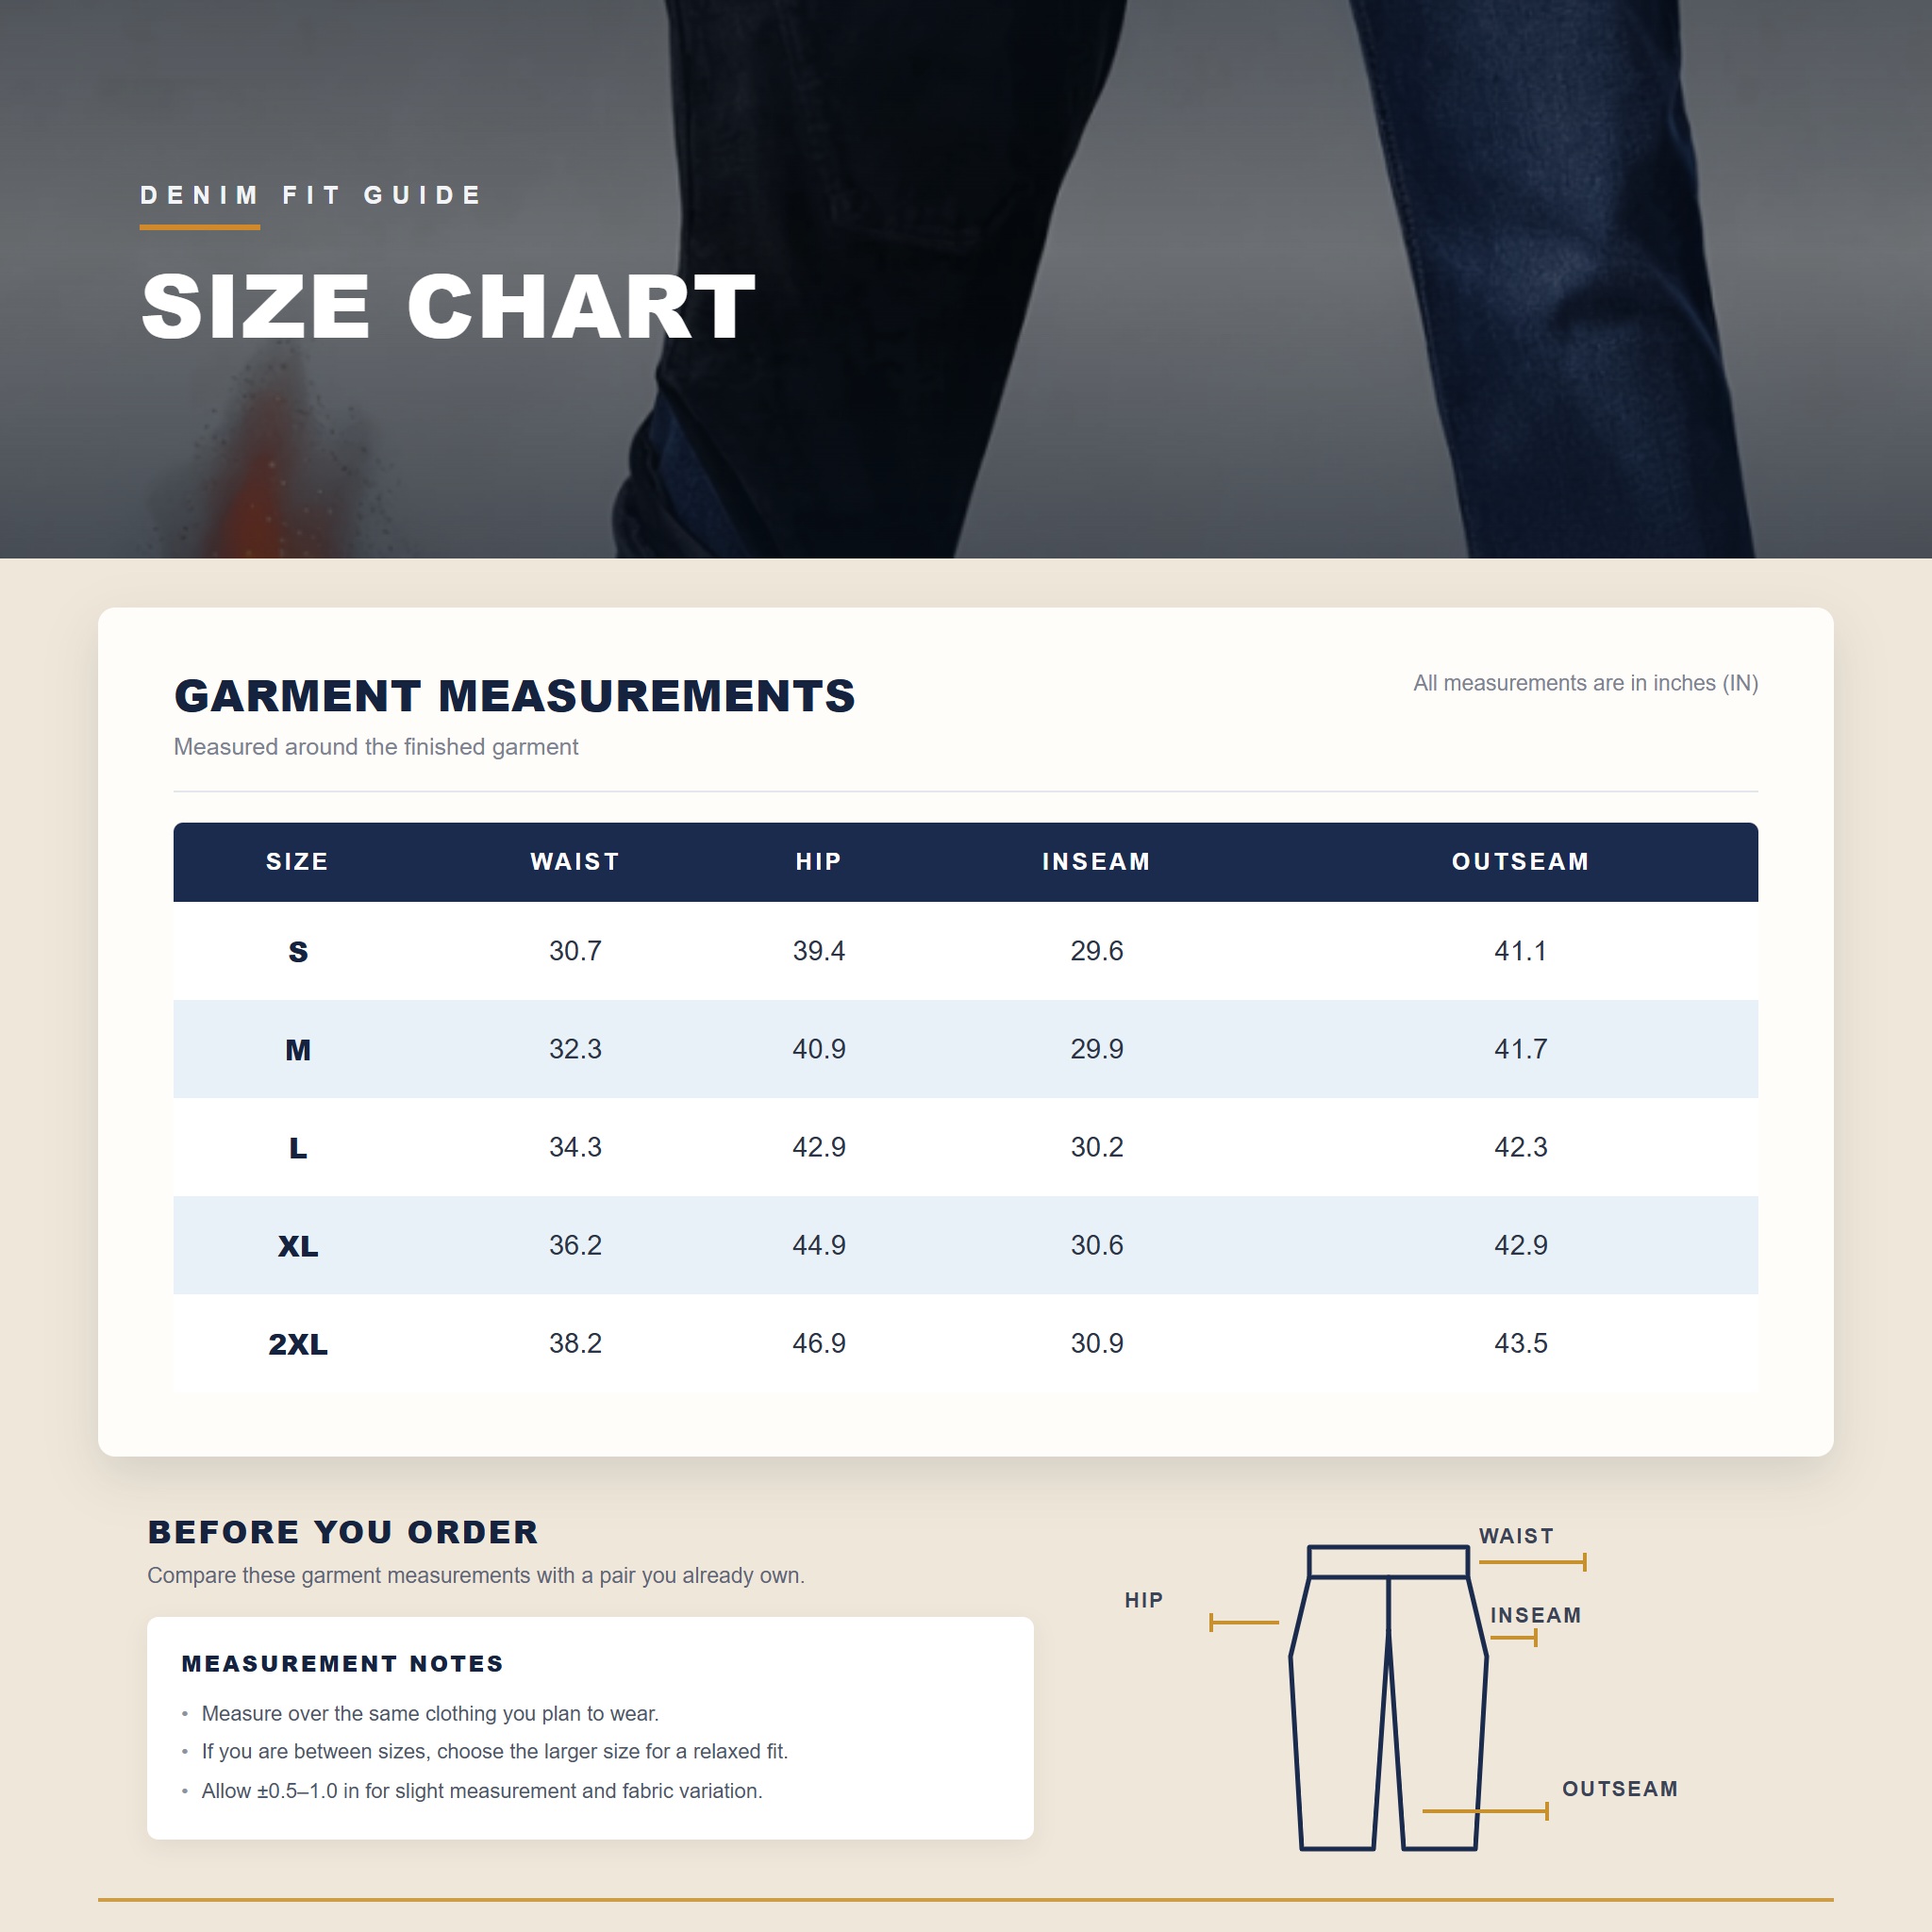 DENIM FIT GUIDE
SIZE CHART
GARMENT MEASUREMENTS
All measurements are in inches (IN)
Measured around the finished garment
SIZE WAIST HIP INSEAM OUTSEAM
S 30.7 39.4 29.6 41.1
M 32.3 40.9 29.9 41.7
L 34.3 42.9 30.2 42.3
XL 36.2 44.9 30.6 42.9
2XL 38.2 46.9 30.9 43.5
BEFORE YOU ORDER
Compare these garment measurements with a pair you already own.
MEASUREMENT NOTES
• Measure over the same clothing you plan to wear.
• If you are between sizes, choose the larger size for a relaxed fit.
• Allow ±0.5–1.0 in for slight measurement and fabric variation.
WAIST
HIP
INSEAM
OUTSEAM